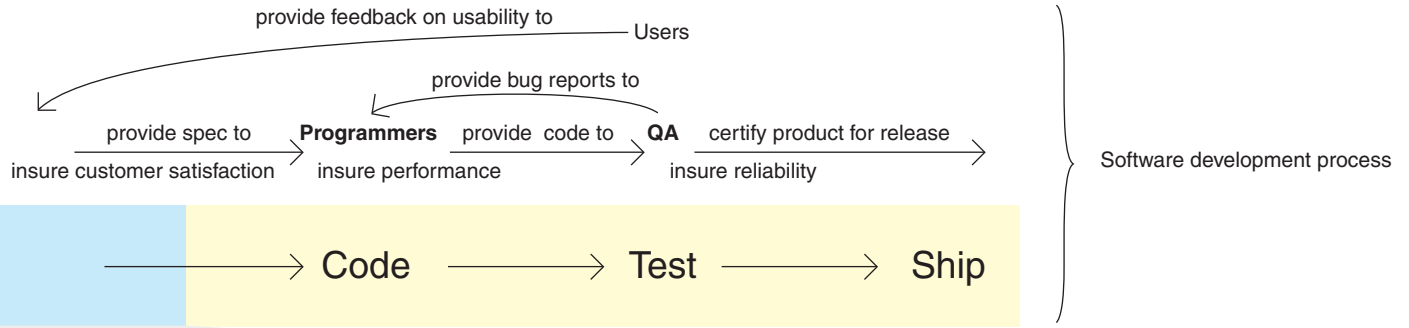 provide feedback on usability to
Users
provide bug reports to
provide spec to Programmers provide code to QA certify product for release
insure customer satisfaction insure performance insure reliability
Software development process
Code Test Ship